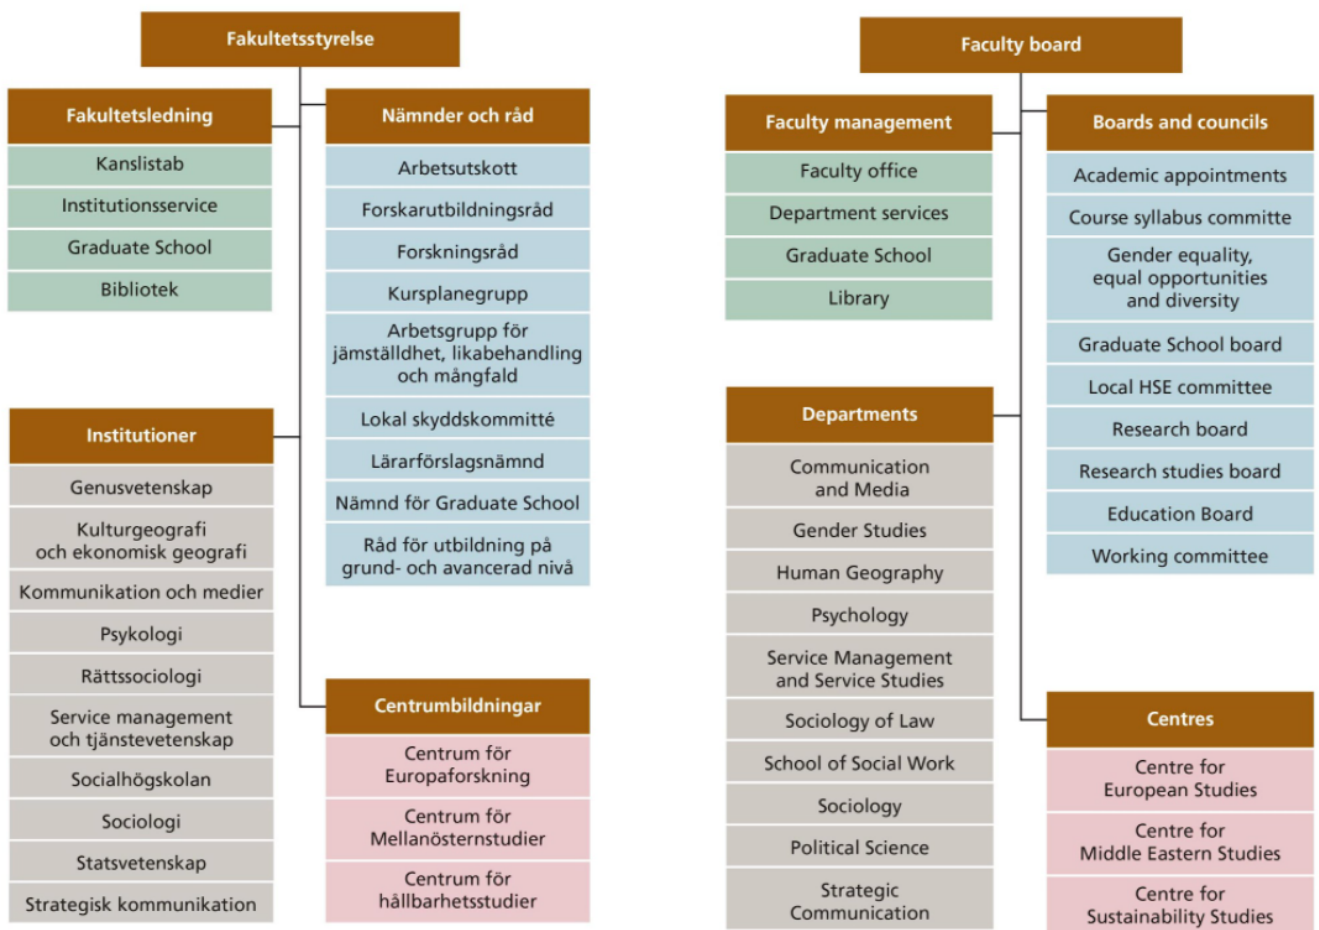 Fakultetsstyrelse
Fakultetsledning
Kanslistab
Institutionsservice
Graduate School
Bibliotek
Nämnder och råd
Arbetsutskott
Forskarutbildningsråd
Forskningsråd
Kursplanegrupp
Arbetsgrupp för
jämställdhet, likabehandling
och mångfald
Lokal skyddskommitté
Lärarförslagsnämnd
Nämnd för Graduate School
Råd för utbildning på
grund- och avancerad nivå
Institutioner
Genusvetenskap
Kulturgeografi
och ekonomisk geografi
Kommunikation och medier
Psykologi
Rättssociologi
Service management
och tjänstevetenskap
Socialhögskolan
Sociologi
Statsvetenskap
Strategisk kommunikation
Centrumbildningar
Centrum för
Europaforskning
Centrum för
Mellanösternstudier
Centrum för
hållbarhetsstudier
Faculty board
Faculty management
Faculty office
Department services
Graduate School
Library
Boards and councils
Academic appointments
Course syllabus committe
Gender equality,
equal opportunities
and diversity
Graduate School board
Local HSE committee
Research board
Research studies board
Education Board
Working committee
Departments
Communication
and Media
Gender Studies
Human Geography
Psychology
Service Management
and Service Studies
Sociology of Law
School of Social Work
Sociology
Political Science
Strategic
Communication
Centres
Centre for
European Studies
Centre for
Middle Eastern Studies
Centre for
Sustainability Studies